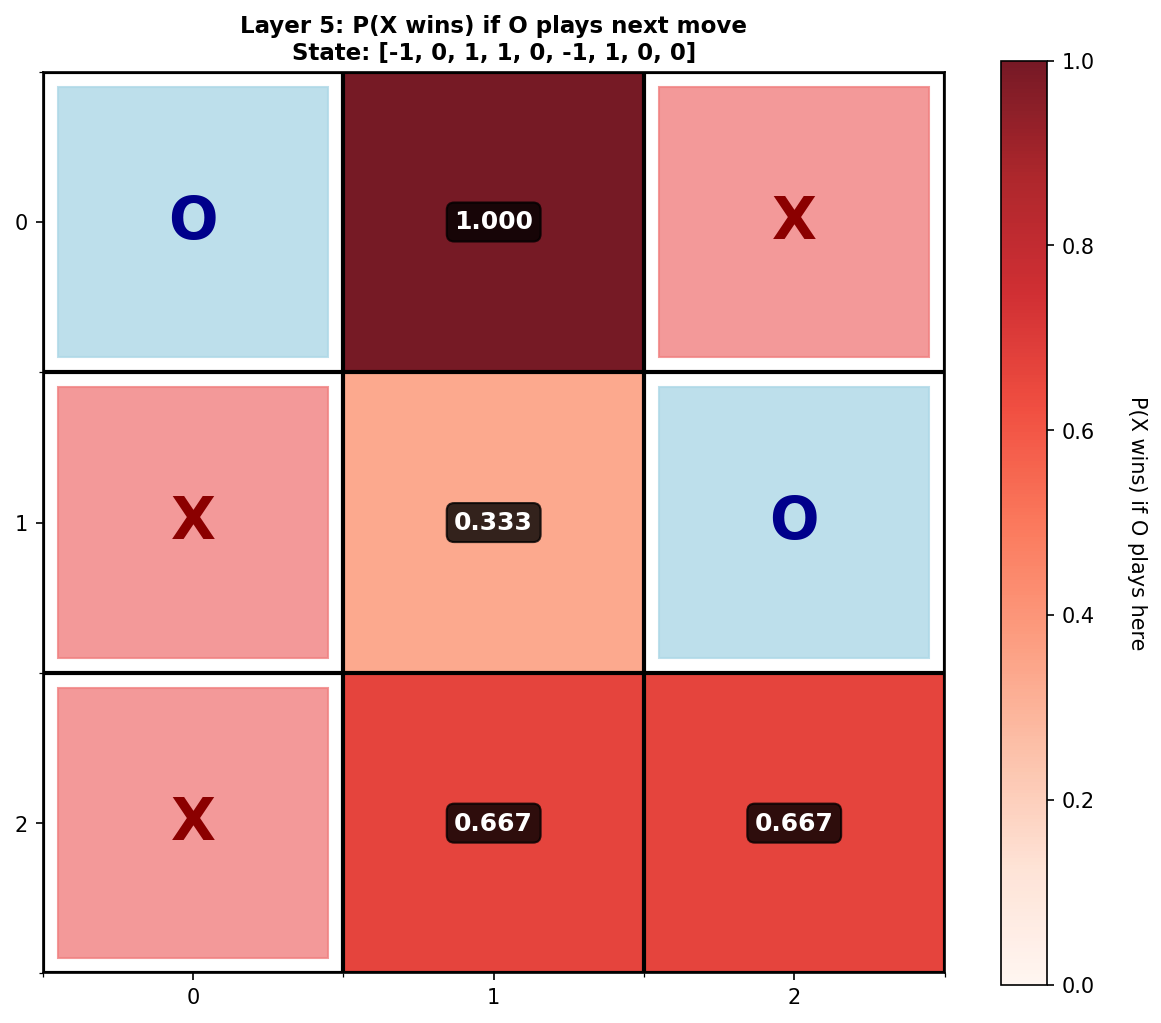 Layer 5: P(X wins) if O plays next move
State: [-1, 0, 1, 1, 0, -1, 1, 0, 0]
O
1.000
X
X
0.333
O
X
0.667
0.667
0
1
2
0
1
2
1.0
0.8
0.6
0.4
0.2
0.0
P(X wins) if O plays here